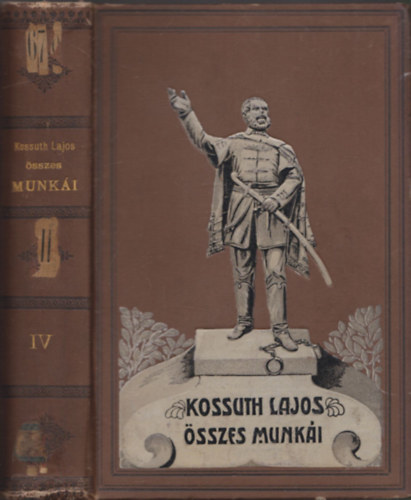 Kossuth Lajos
ÖSSZES
MUNKÁI
IV
KOSSUTH LAJOS
ÖSSZES MUNKÁI